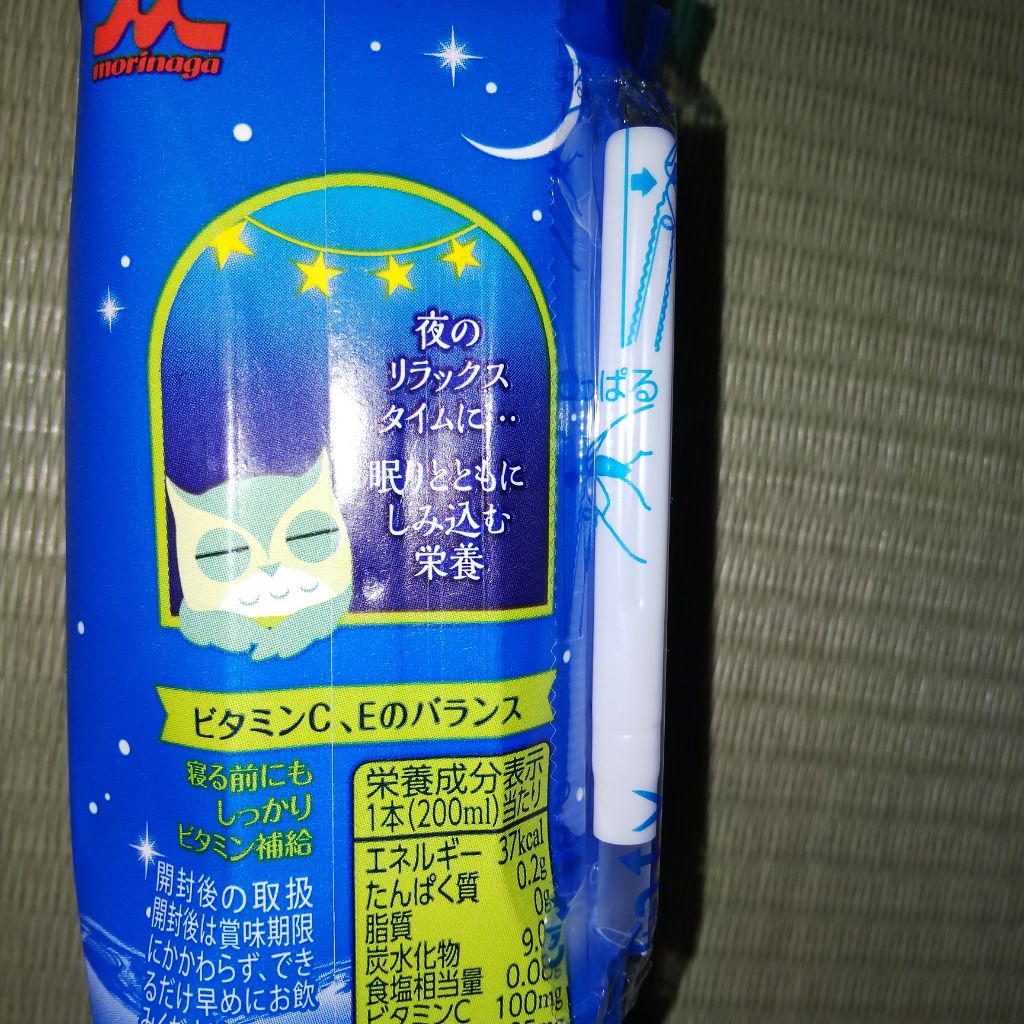 morinaga
夜の
リラックス
タイムに…
眠りとともに
しみ込む
栄養
ビタミンC、Eのバランス
寝る前にも
しっかり
ビタミン補給
開封後の取扱
・開封後は賞味期限
にかかわらず、でき
るだけ早めにお飲
栄養成分表示
1本(200ml)当たり
エネルギー 37kcal
たんぱく質 0.2g
脂質 0g
炭水化物 9.0
食塩相当量
ビタミンC 100mg
っぱる